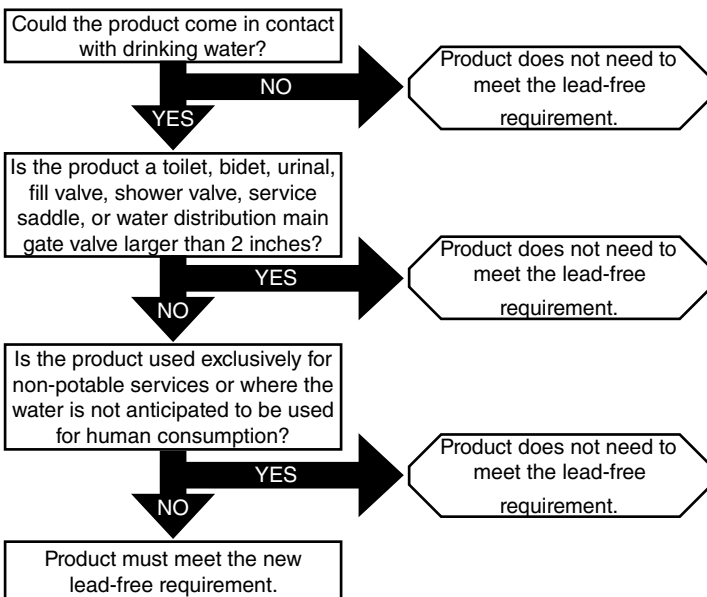 Could the product come in contact
with drinking water?
NO
Product does not need to
meet the lead-free
requirement.
YES
Is the product a toilet, bidet, urinal,
fill valve, shower valve, service
saddle, or water distribution main
gate valve larger than 2 inches?
YES
Product does not need to
meet the lead-free
requirement.
NO
Is the product used exclusively for
non-potable services or where the
water is not anticipated to be used
for human consumption?
YES
Product does not need to
meet the lead-free
requirement.
NO
Product must meet the new
lead-free requirement.